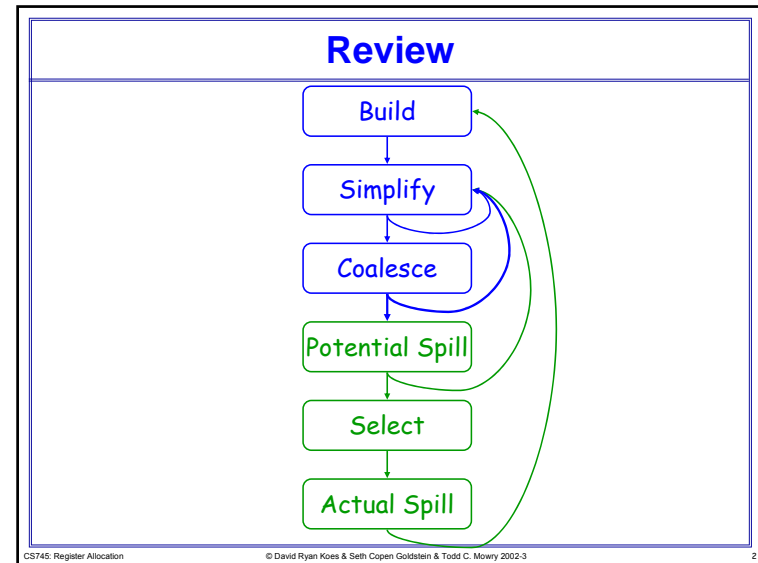 Review
Build
Simplify
Coalesce
Potential Spill
Select
Actual Spill
CS745: Register Allocation
© David Ryan Koes & Seth Copen Goldstein & Todd C. Mowry 2002-3
2